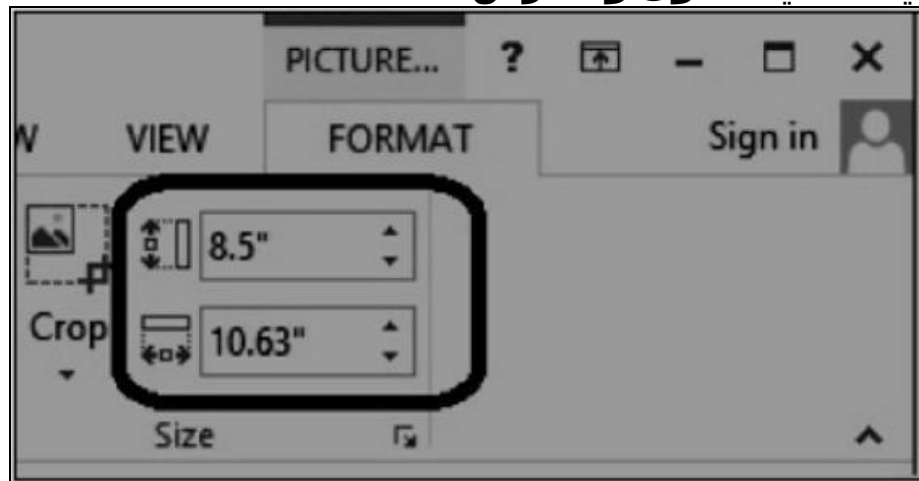 PICTURE... ?
W VIEW FORMAT Sign in
8.5"
Crop 10.63"
Size